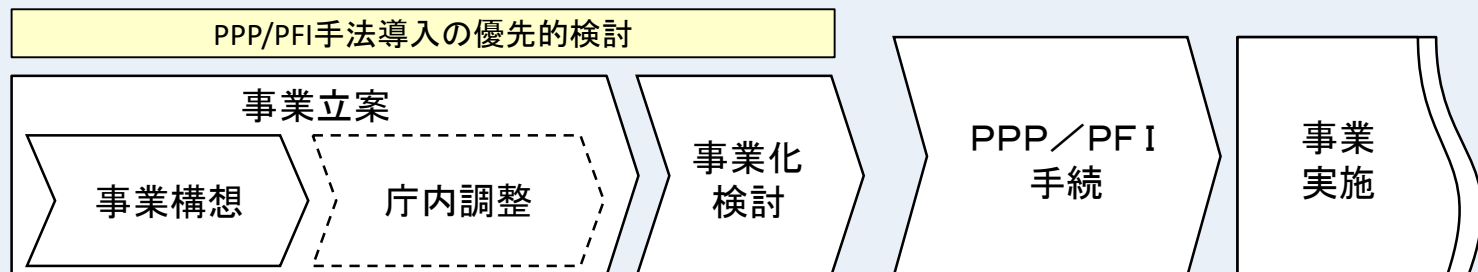 PPP/PFI手法導入の優先的検討
事業立案
事業構想
庁内調整
事業化
検討
ＰＰＰ／ＰＦＩ
手続
事業
実施